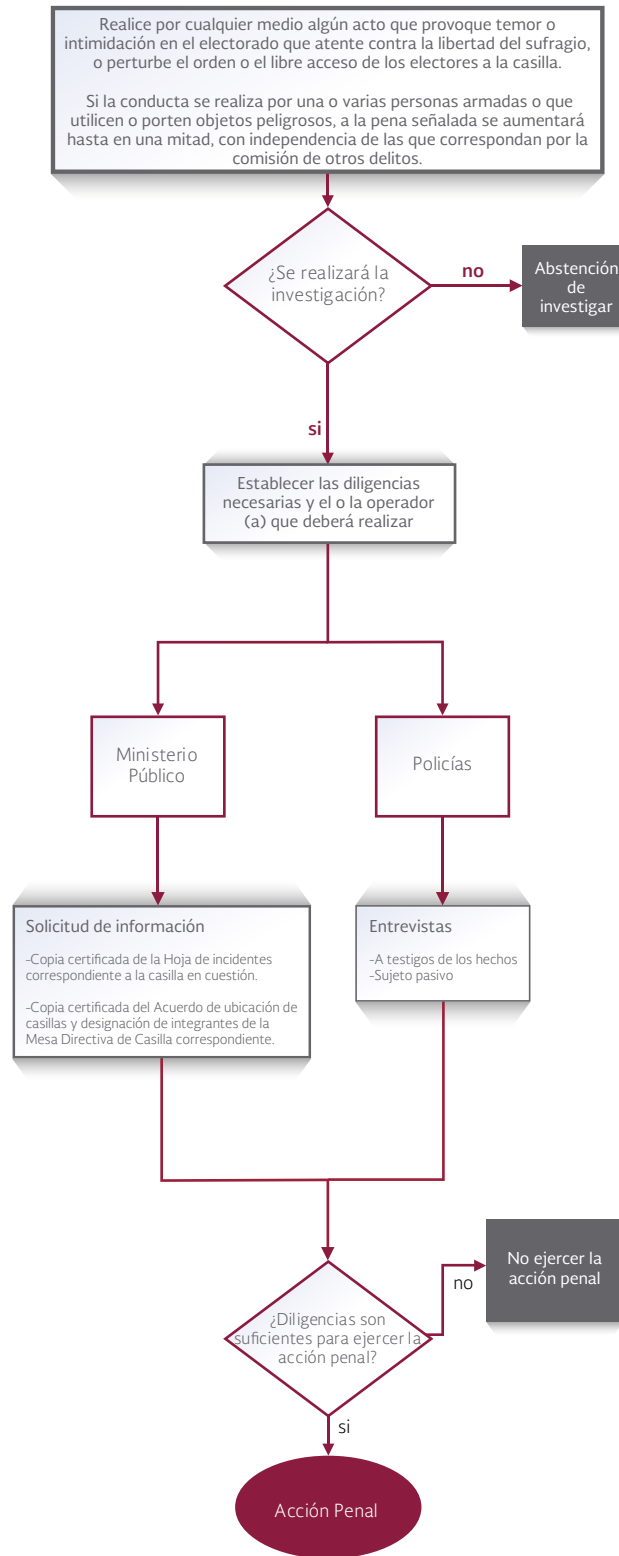 Realice por cualquier medio algún acto que provoque temor o
intimidación en el electorado que atente contra la libertad del sufragio,
o perturbe el orden o el libre acceso de los electores a la casilla.
Si la conducta se realiza por una o varias personas armadas o que
utilicen o porten objetos peligrosos, a la pena señalada se aumentará
hasta en una mitad, con independencia de las que correspondan por la
comisión de otros delitos.
¿Se realizará la
investigación?
no
Abstención
de
investigar
si
Establecer las diligencias
necesarias y el o la operador
(a) que deberá realizar
Ministerio
Público
Policías
Solicitud de información
-Copia certificada de la Hoja de incidentes
correspondiente a la casilla en cuestión.
-Copia certificada del Acuerdo de ubicación de
casillas y designación de integrantes de la
Mesa Directiva de Casilla correspondiente.
Entrevistas
-A testigos de los hechos
-Sujeto pasivo
¿Diligencias son
suficientes para ejercer la
acción penal?
no
No ejercer la
acción penal
si
Acción Penal